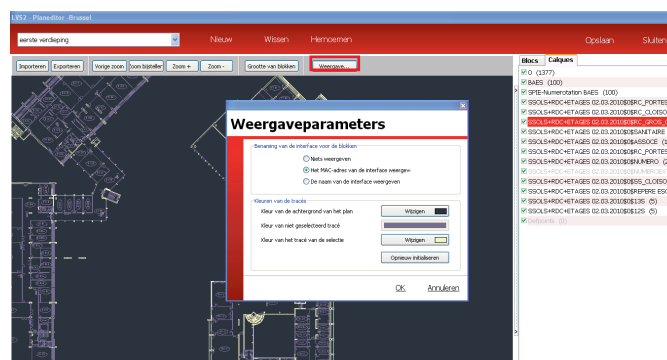 LVS2 - Planeditor -Brussel
eerste verdieping
Nieuw
Wissen
Hernoemen
Opslaan
Sluiten
Importeren
Exporteren
Vorige zoom
Zoom bijstellen
Zoom +
Zoom -
Grootte van blokken
Weergave...
Blocs
Calques
0 (1377)
BAES (100)
SPIE-Numerotation BAES (100)
SSOLS+RDC+ETAGES 02.03.2010$0$RC_PORTES
SSOLS+RDC+ETAGES 02.03.2010$0$RC_CLOISO
SSOLS+RDC+ETAGES 02.03.2010$0$RC_GROS_O
SSOLS+RDC+ETAGES 02.03.2010$0$SANITAIRE
SSOLS+RDC+ETAGES 02.03.2010$0$ASSOCE (1
SSOLS+RDC+ETAGES 02.03.2010$0$RC_PORTES
SSOLS+RDC+ETAGES 02.03.2010$0$NUMERO (2
SSOLS+RDC+ETAGES 02.03.2010$0$SS_CLOISO
SSOLS+RDC+ETAGES 02.03.2010$0$REPERE ESC
SSOLS+RDC+ETAGES 02.03.2010$0$13S (5)
SSOLS+RDC+ETAGES 02.03.2010$0$12S (5)
Defpoints (0)
Weergaveparameters
Benaming van de interface voor de blokken
Niets weergeven
Het MAC-adres van de interface weergev
De naam van de interface weergeven
Kleuren van de tracés
Kleur van de achtergrond van het plan
Wijzigen
Kleur van niet geselecteerd tracé
Kleur van het tracé van de selectie
Wijzigen
Opnieuw initialiseren
OK
Annuleren